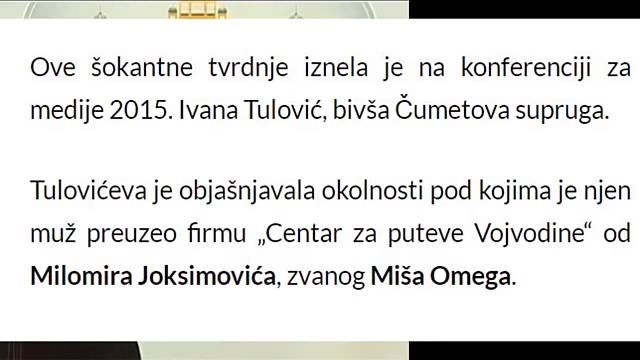 Ove šokantne tvrdnje iznela je na konferenciji za
medije 2015. Ivana Tulović, bivša Čumetova supruga.
Tulovićeva je objašnjavala okolnosti pod kojima je njen
muž preuzeo firmu „Centar za puteve Vojvodine“ od
Milomira Joksimovića, zvanog Miša Omega.